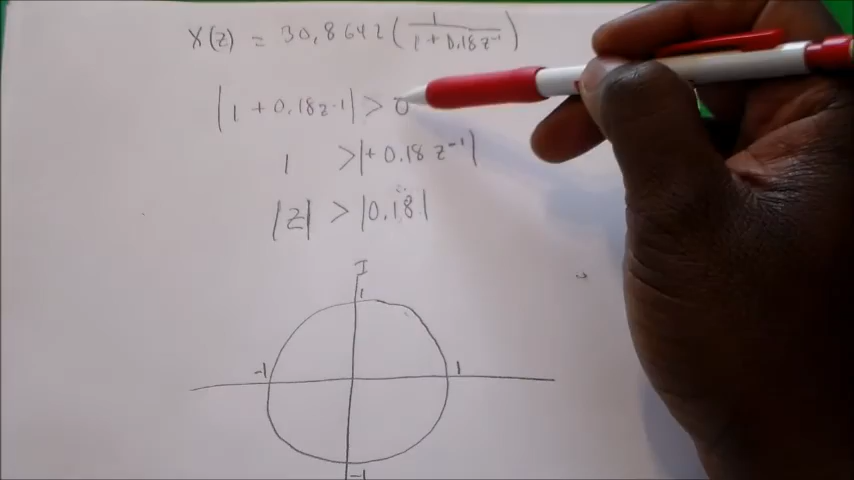 X(z) = 30,8642 ( 1 / 1 + 0.18z⁻¹ )
| 1 + 0.18z-1 | > 0
1 > | + 0.18 z⁻¹ |
|z| > |0.18|
I
1
-1 1
-1